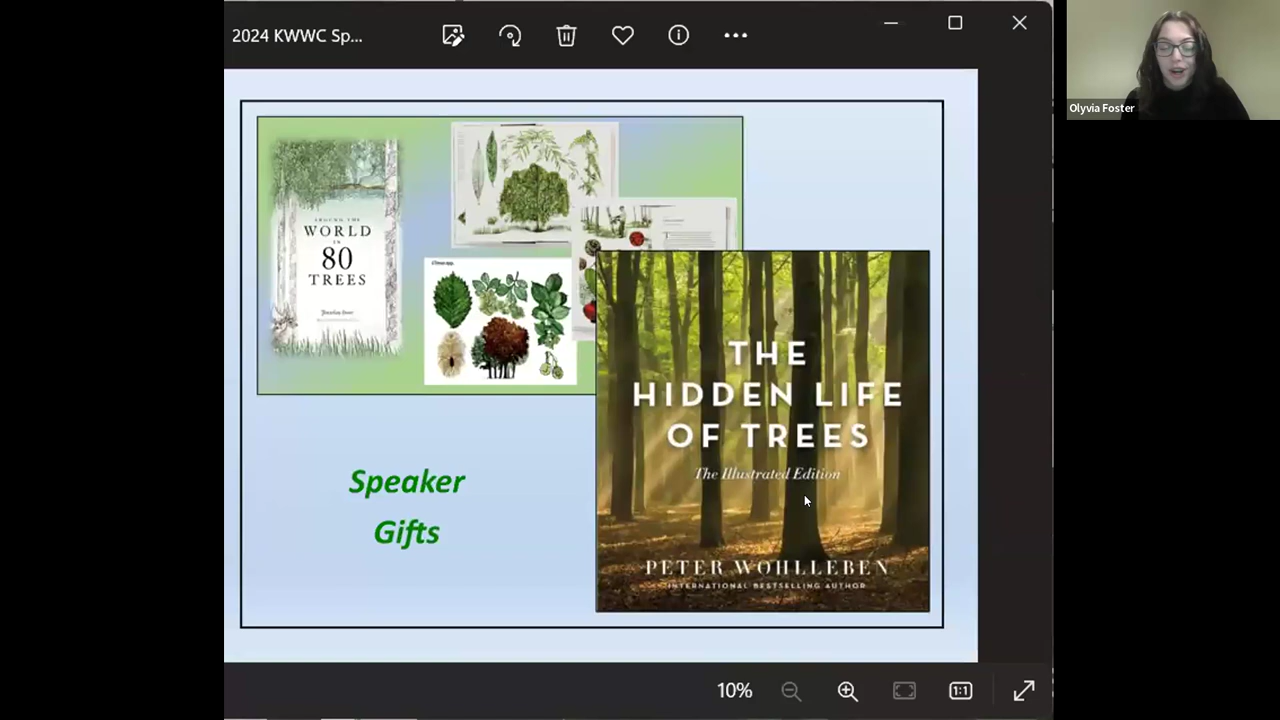 2024 KWWC Sp...
Olyvia Foster
AROUND THE
WORLD
IN
80
TREES
THE
HIDDEN LIFE
OF TREES
The Illustrated Edition
PETER WOHLLEBEN
INTERNATIONAL BESTSELLING AUTHOR
Speaker
Gifts
10%
1:1